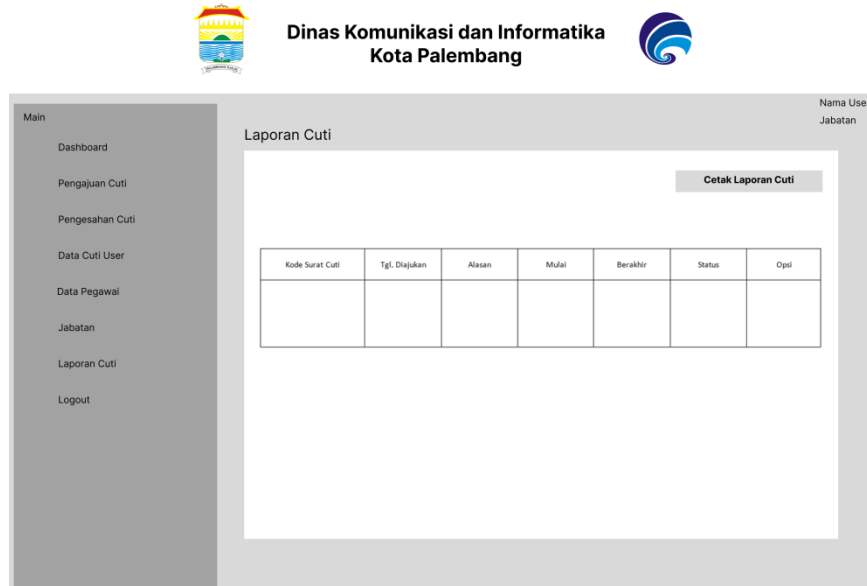 Dinas Komunikasi dan Informatika
Kota Palembang
Nama Use
Jabatan
Main
Dashboard
Pengajuan Cuti
Pengesahan Cuti
Data Cuti User
Data Pegawai
Jabatan
Laporan Cuti
Logout
Laporan Cuti
Cetak Laporan Cuti
Kode Surat Cuti Tgl. Diajukan Alasan Mulai Berakhir Status Opsi